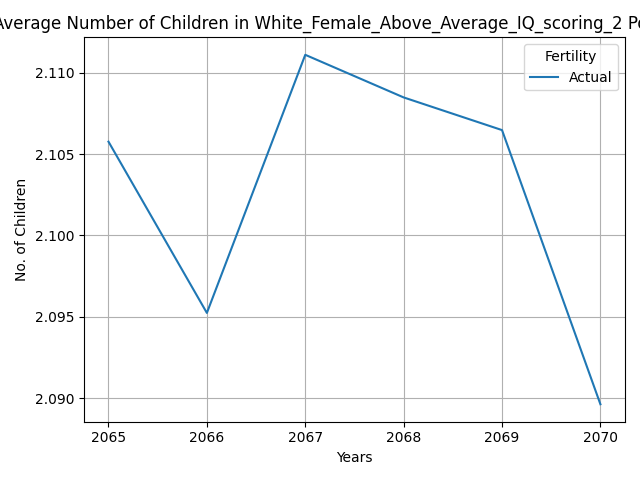 Average Number of Children in White_Female_Above_Average_IQ_scoring_2
Fertility
Actual
2.110
2.105
2.100
2.095
2.090
No. of Children
2065 2066 2067 2068 2069 2070
Years